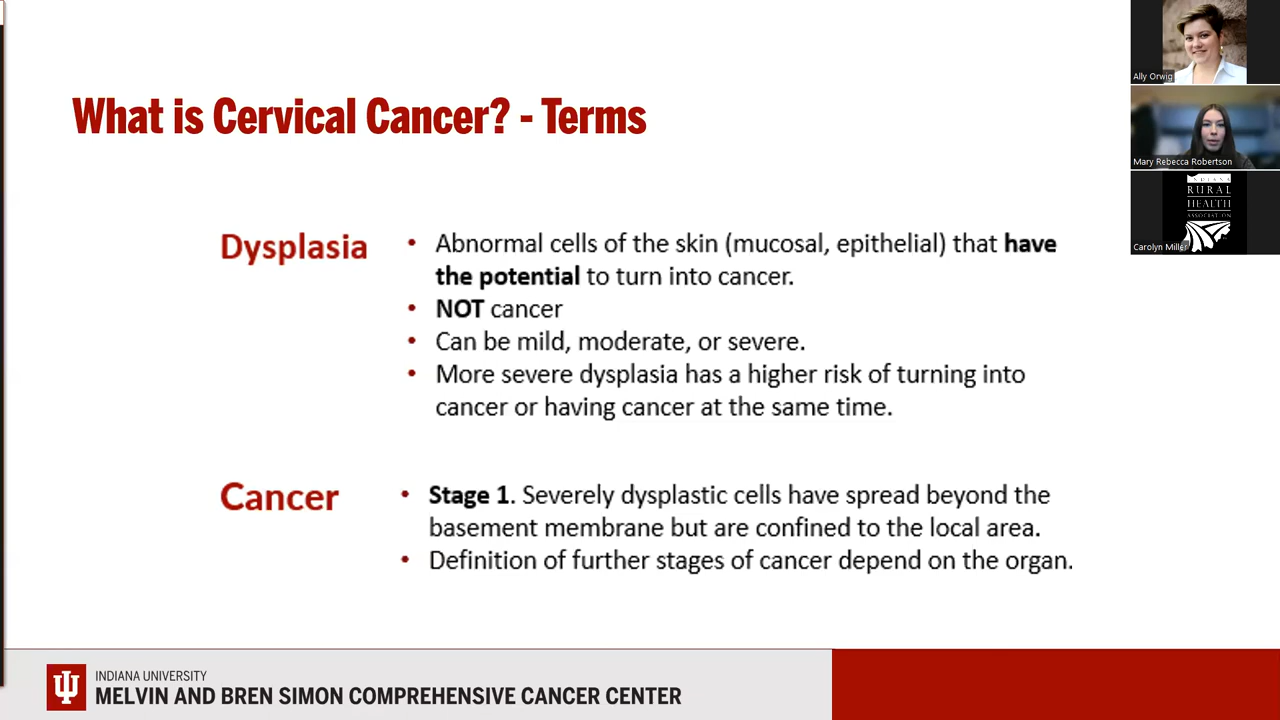 What is Cervical Cancer? - Terms
Dysplasia
• Abnormal cells of the skin (mucosal, epithelial) that have
the potential to turn into cancer.
• NOT cancer
• Can be mild, moderate, or severe.
• More severe dysplasia has a higher risk of turning into
cancer or having cancer at the same time.
Cancer
• Stage 1. Severely dysplastic cells have spread beyond the
basement membrane but are confined to the local area.
• Definition of further stages of cancer depend on the organ.
INDIANA UNIVERSITY
MELVIN AND BREN SIMON COMPREHENSIVE CANCER CENTER
Ally Orwig
Mary Rebecca Robertson
INDIANA
RURAL
HEALTH
ASSOCIATION
Carolyn Miller